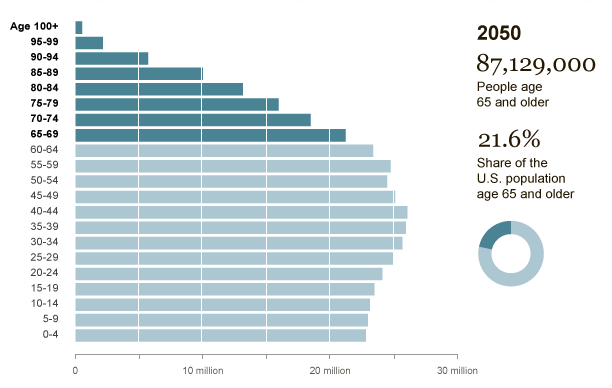 Age 100+
95-99
90-94
85-89
80-84
75-79
70-74
65-69
60-64
55-59
50-54
45-49
40-44
35-39
30-34
25-29
20-24
15-19
10-14
5-9
0-4
0
10 million
20 million
30 million
2050
87,129,000
People age
65 and older
21.6%
Share of the
U.S. population
age 65 and older